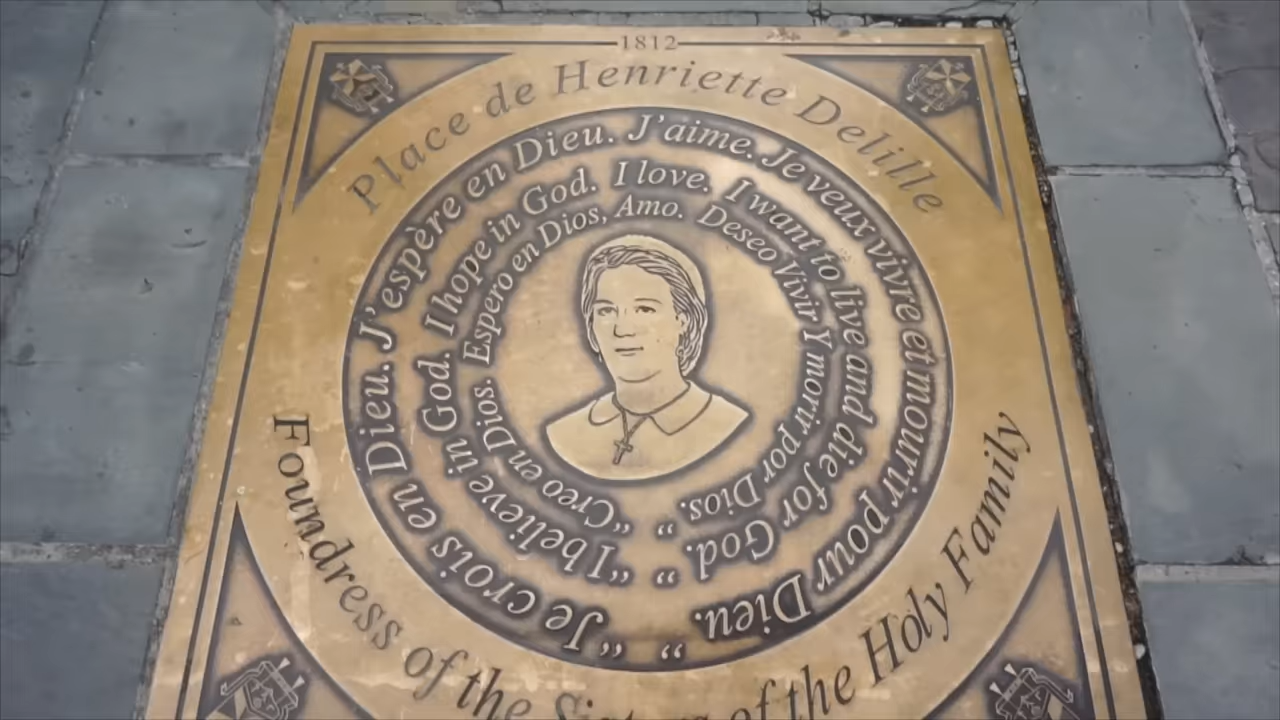 1812
Place de Henriette Delille
"Je crois en Dieu. J'espère en Dieu. J'aime. Je veux vivre et mourir pour Dieu."
"I believe in God. I hope in God. I love. I want to live and die for God."
"Creo en Dios. Espero en Dios, Amo. Deseo Vivir Y morir por Dios."
Foundress of the Sisters of the Holy Family